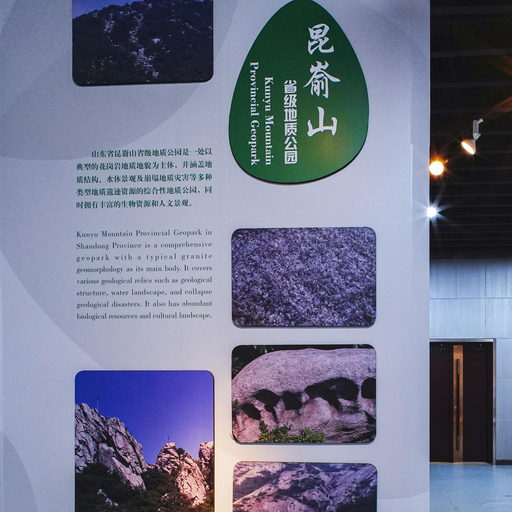 昆嵛山
省级地质公园
Kunyu Mountain
Provincial Geopark
山东省昆嵛山省级地质公园是一处以
典型的花岗岩地质地貌为主体，并涵盖地
质结构、水体景观及崩塌地质灾害等多种
类型地质遗迹资源的综合性地质公园，同
时拥有丰富的生物资源和人文景观。
Kunyu Mountain Provincial Geopark in
Shandong Province is a comprehensive
geopark with a typical granite
geomorphology as its main body. It covers
various geological relics such as geological
structure, water landscape, and collapse
geological disasters. It also has abundant
biological resources and cultural landscape.